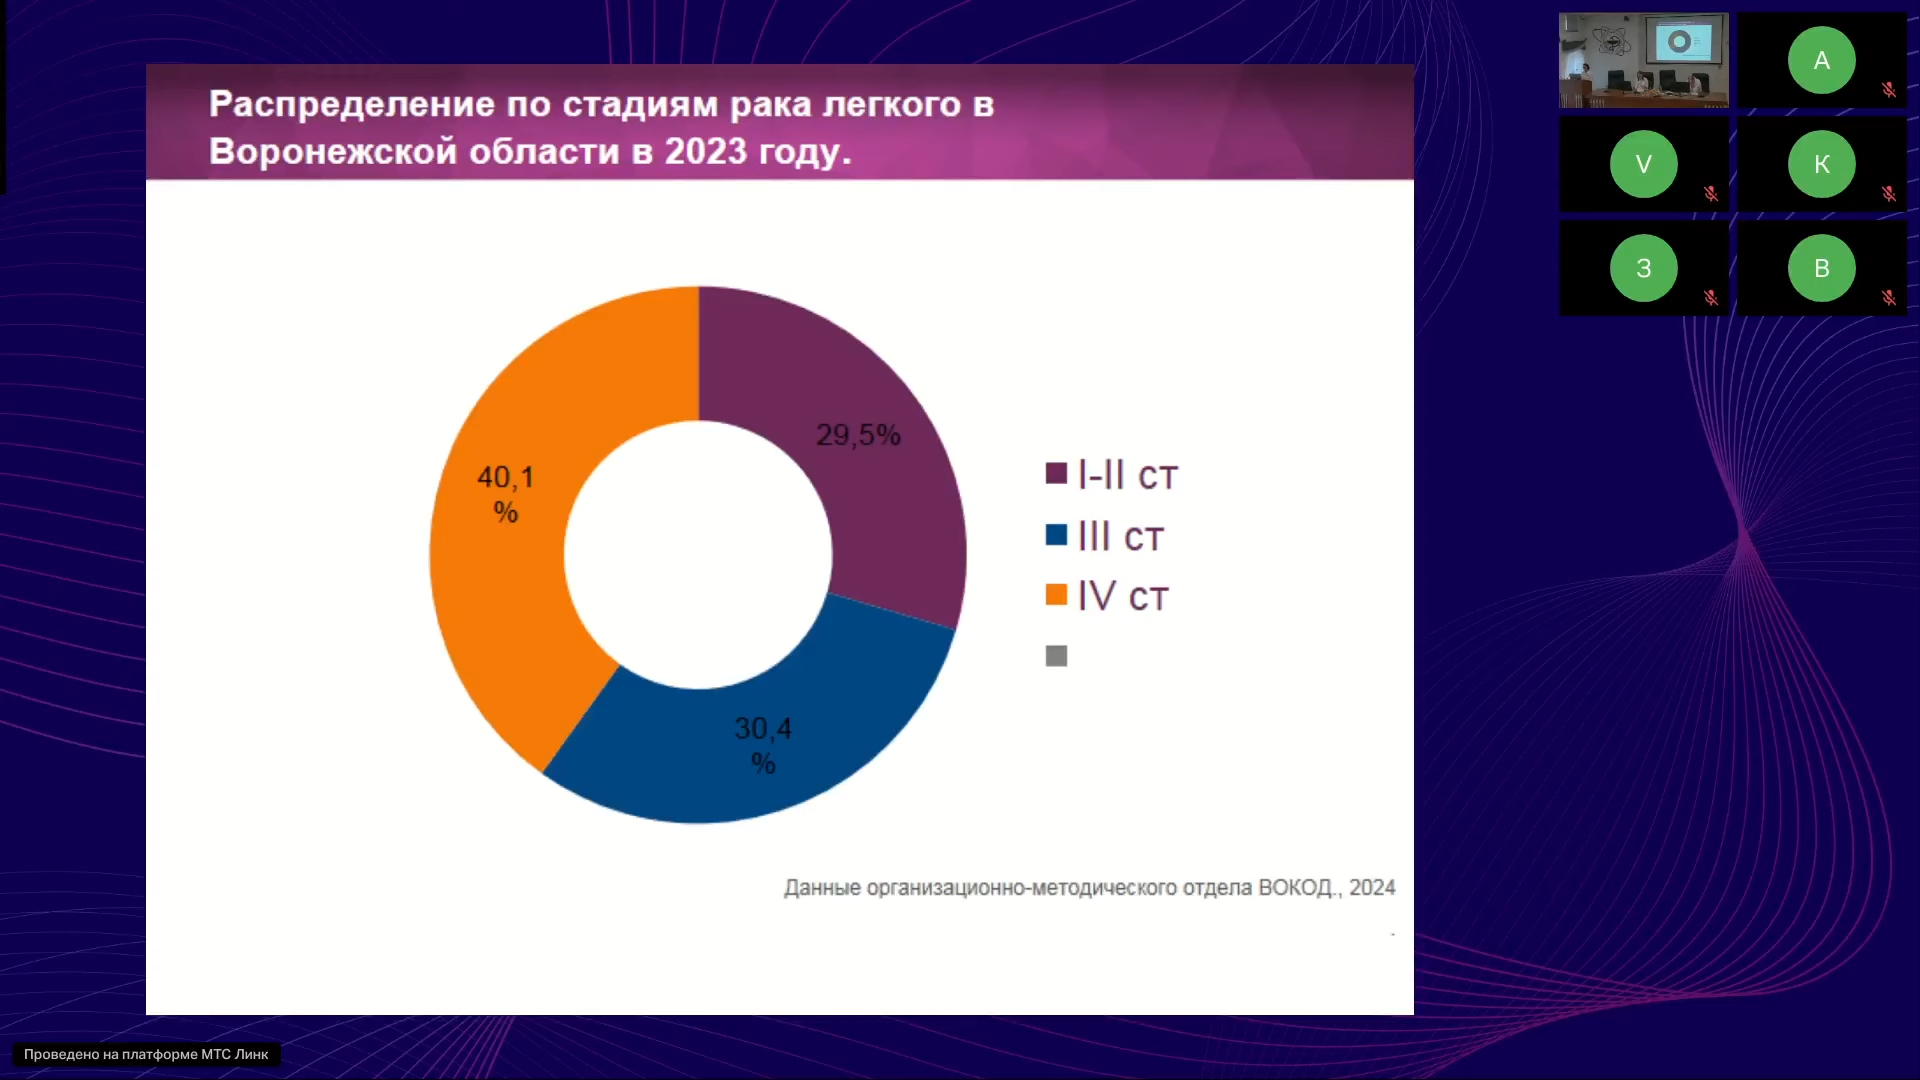 Распределение по стадиям рака легкого в
Воронежской области в 2023 году.
29,5%
40,1
%
30,4
%
I-II ст
III ст
IV ст
Данные организационно-методического отдела ВОКОД., 2024
.
A
V
К
З
В
Проведено на платформе МТС Линк